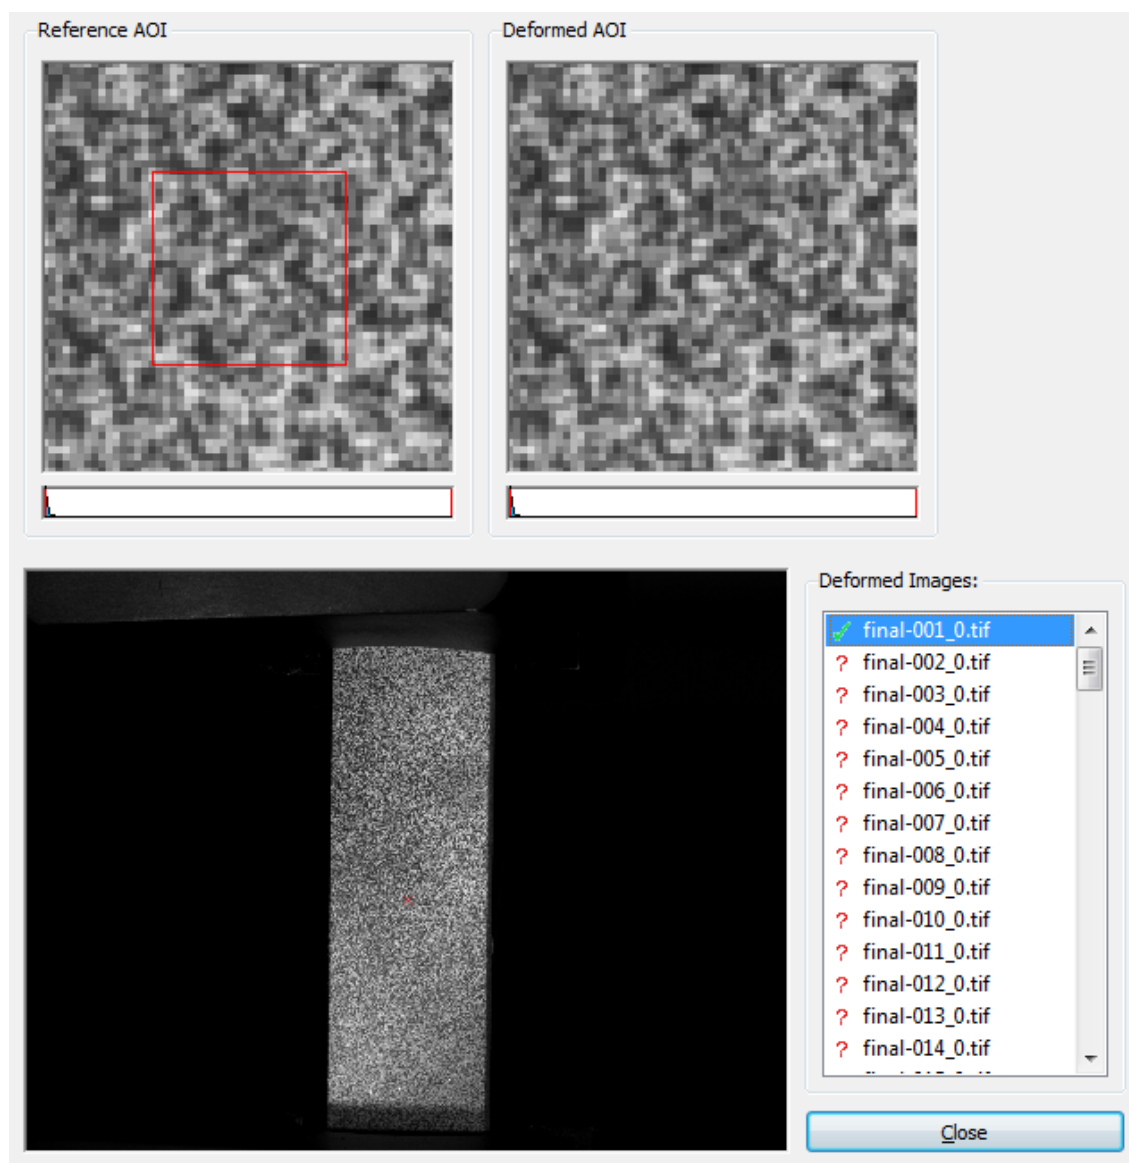 Reference AOI
Deformed AOI
Deformed Images:
final-001_0.tif
final-002_0.tif
final-003_0.tif
final-004_0.tif
final-005_0.tif
final-006_0.tif
final-007_0.tif
final-008_0.tif
final-009_0.tif
final-010_0.tif
final-011_0.tif
final-012_0.tif
final-013_0.tif
final-014_0.tif
Close